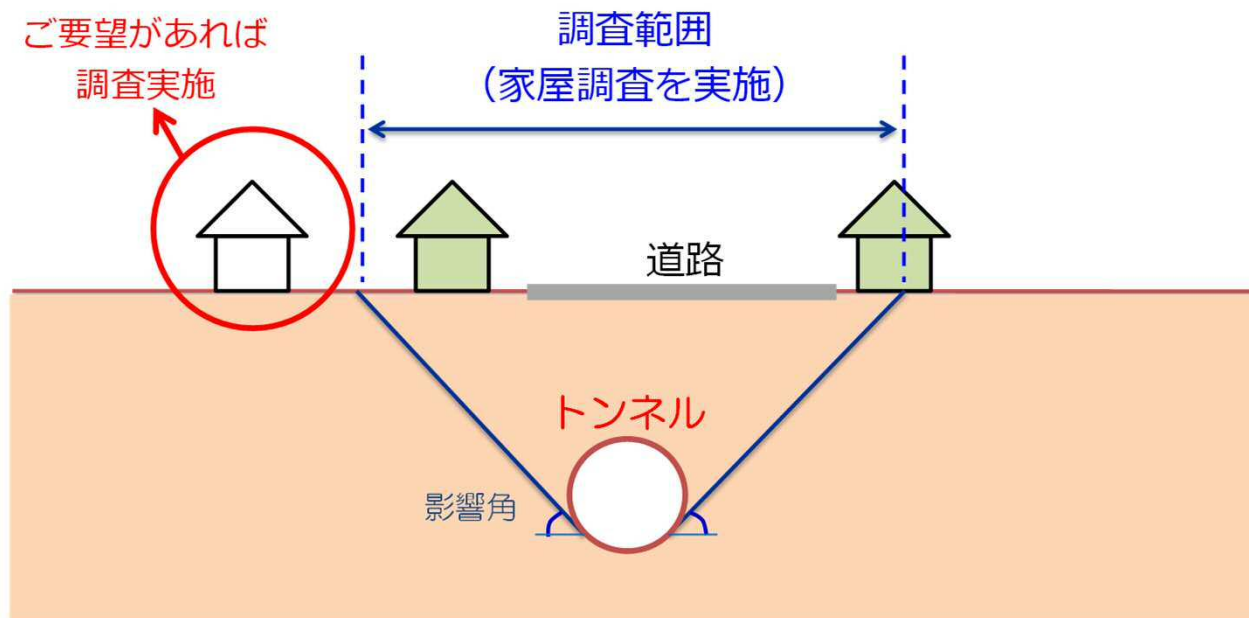 ご要望があれば
調査実施
調査範囲
（家屋調査を実施）
道路
トンネル
影響角